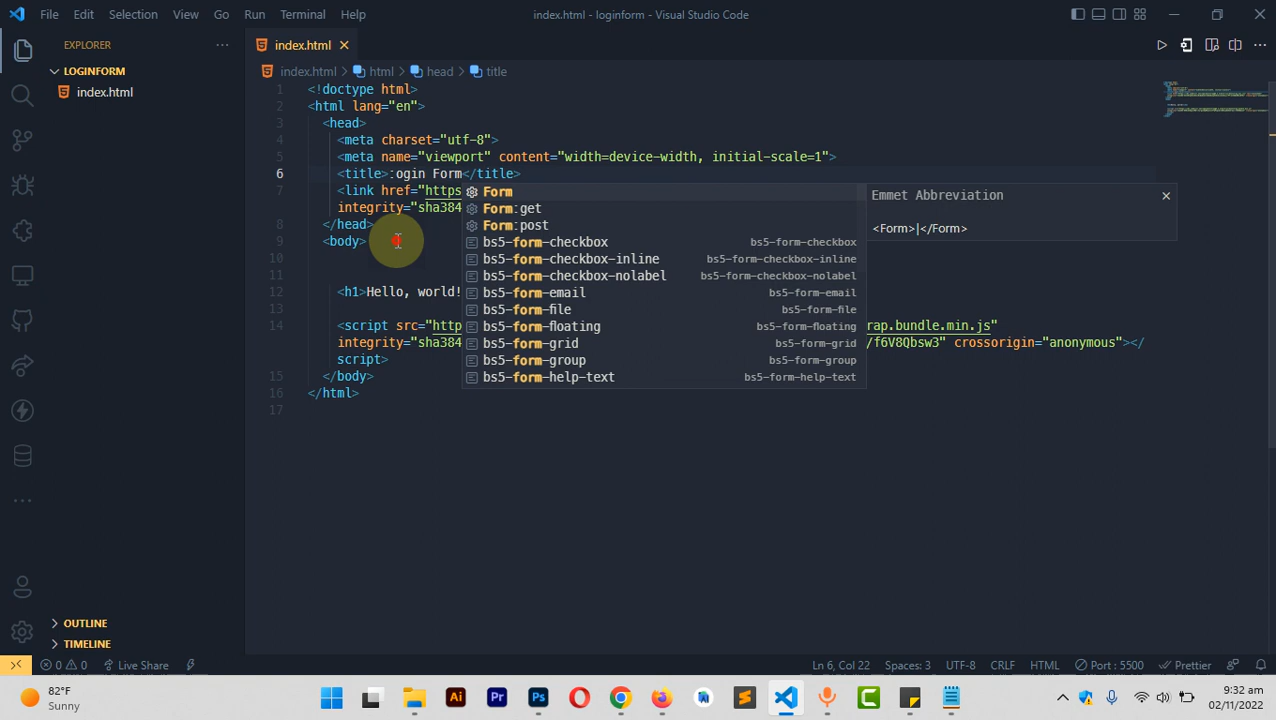 File Edit Selection View Go Run Terminal Help
index.html - loginform - Visual Studio Code
EXPLORER
index.html
LOGINFORM
index.html
index.html > html > head > title
1 <!doctype html>
2 <html lang="en">
3 <head>
4 <meta charset="utf-8">
5 <meta name="viewport" content="width=device-width, initial-scale=1">
6 <title>:ogin Form</title>
7 <link href="https
integrity="sha384
8 </head>
9 <body>
10
11
12 <h1>Hello, world!
13
14 <script src="http
rap.bundle.min.js"
integrity="sha384
/f6V8Qbsw3" crossorigin="anonymous"></
script>
15 </body>
16 </html>
17
Form
Form:get
Form:post
bs5-form-checkbox bs5-form-checkbox
bs5-form-checkbox-inline bs5-form-checkbox-inline
bs5-form-checkbox-nolabel bs5-form-checkbox-nolabel
bs5-form-email bs5-form-email
bs5-form-file bs5-form-file
bs5-form-floating bs5-form-floating
bs5-form-grid bs5-form-grid
bs5-form-group bs5-form-group
bs5-form-help-text bs5-form-help-text
Emmet Abbreviation
<Form>|</Form>
OUTLINE
TIMELINE
0 0 Live Share
Ln 6, Col 22 Spaces: 3 UTF-8 CRLF HTML Port : 5500 Prettier
82°F
Sunny
Ai Pr Ps
9:32 am
02/11/2022